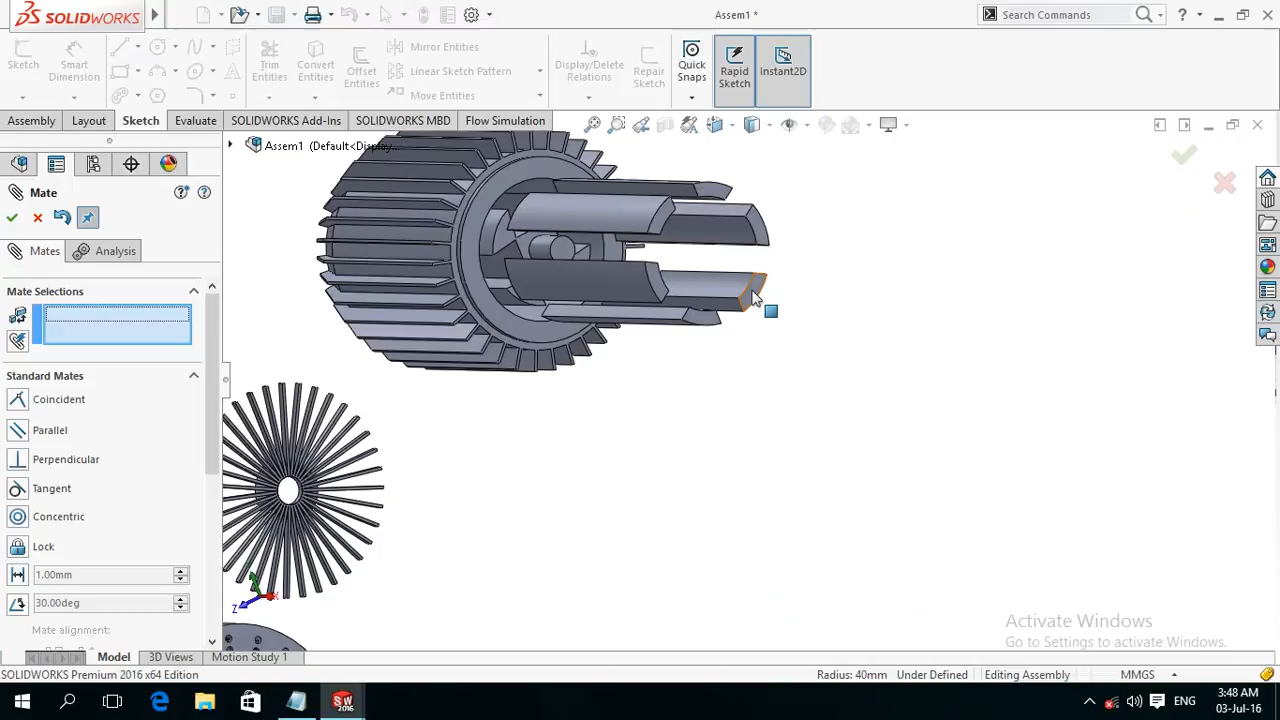 SOLIDWORKS
Assem1 *
Search Commands
Sketch
Smart Dimension
Trim Entities
Convert Entities
Offset Entities
Mirror Entities
Linear Sketch Pattern
Move Entities
Display/Delete Relations
Repair Sketch
Quick Snaps
Rapid Sketch
Instant2D
Assembly Layout Sketch Evaluate SOLIDWORKS Add-Ins SOLIDWORKS MBD Flow Simulation
Assem1 (Default<Display...
Mate
Mates Analysis
Mate Selections
Standard Mates
Coincident
Parallel
Perpendicular
Tangent
Concentric
Lock
1.00mm
30.00deg
Mate alignment:
Z
Activate Windows
Go to Settings to activate Windows.
Model 3D Views Motion Study 1
SOLIDWORKS Premium 2016 x64 Edition Radius: 40mm Under Defined Editing Assembly MMGS
SW 2016
ENG
3:48 AM
03-Jul-16